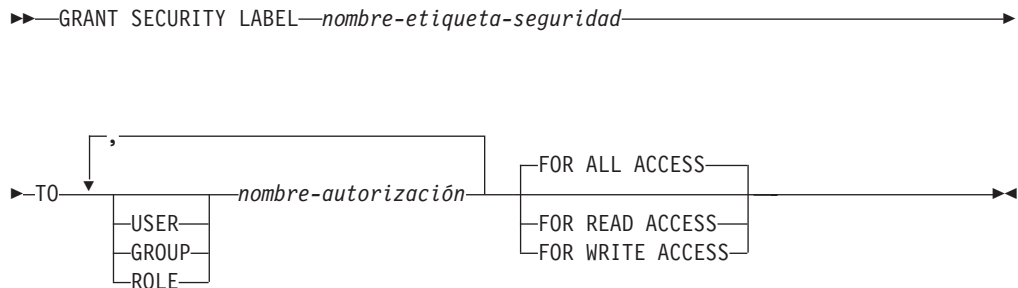 GRANT SECURITY LABEL nombre-etiqueta-seguridad
,
FOR ALL ACCESS
TO nombre-autorización
USER FOR READ ACCESS
GROUP FOR WRITE ACCESS
ROLE